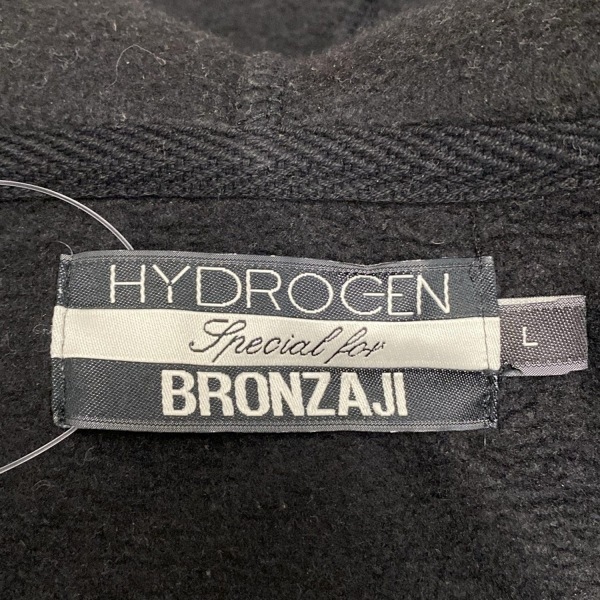 HYDROGEN
Special for
BRONZAJI
L